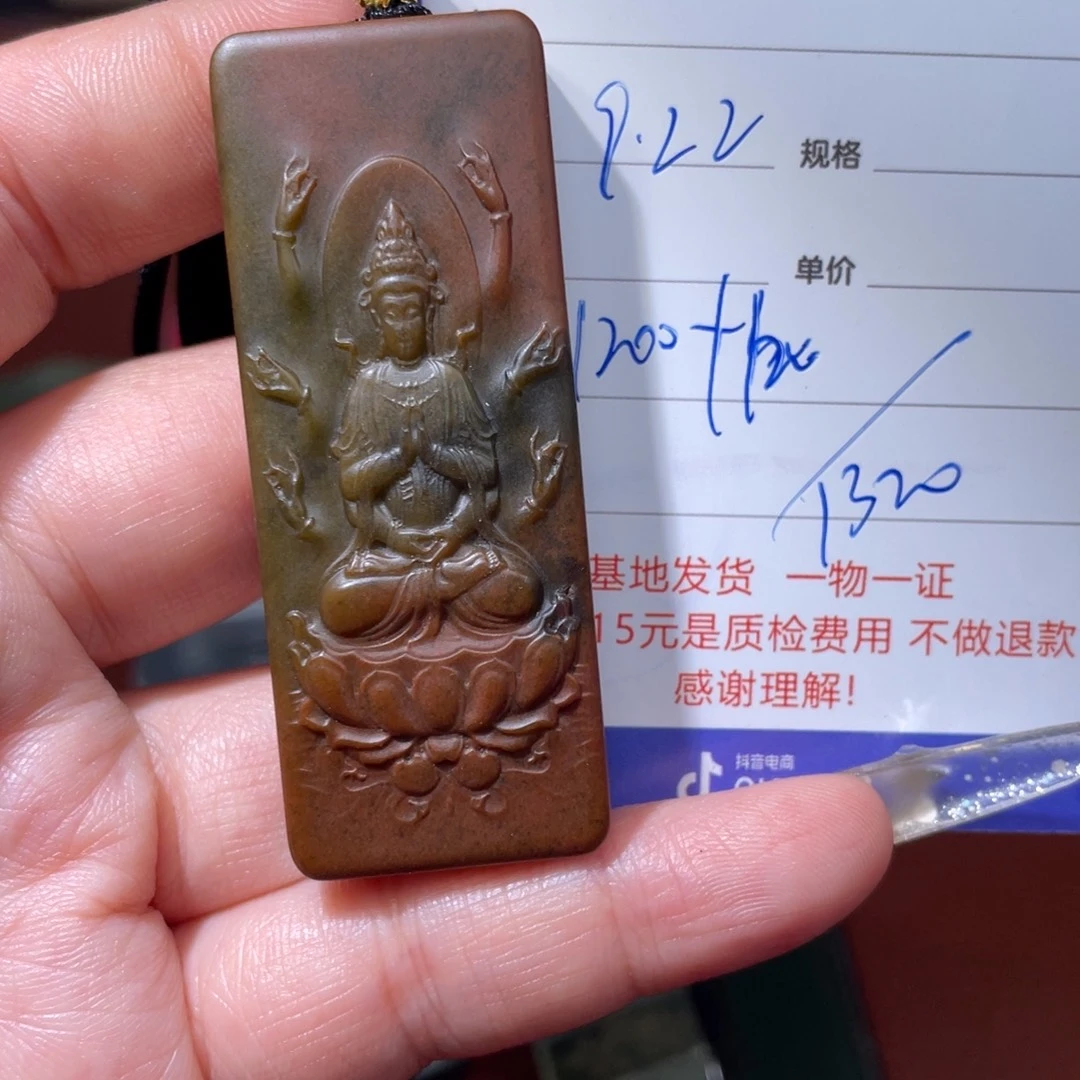 9.22 规格
单价
1200+
1320
基地发货 一物一证
15元是质检费用 不做退款
感谢理解!
抖音电商